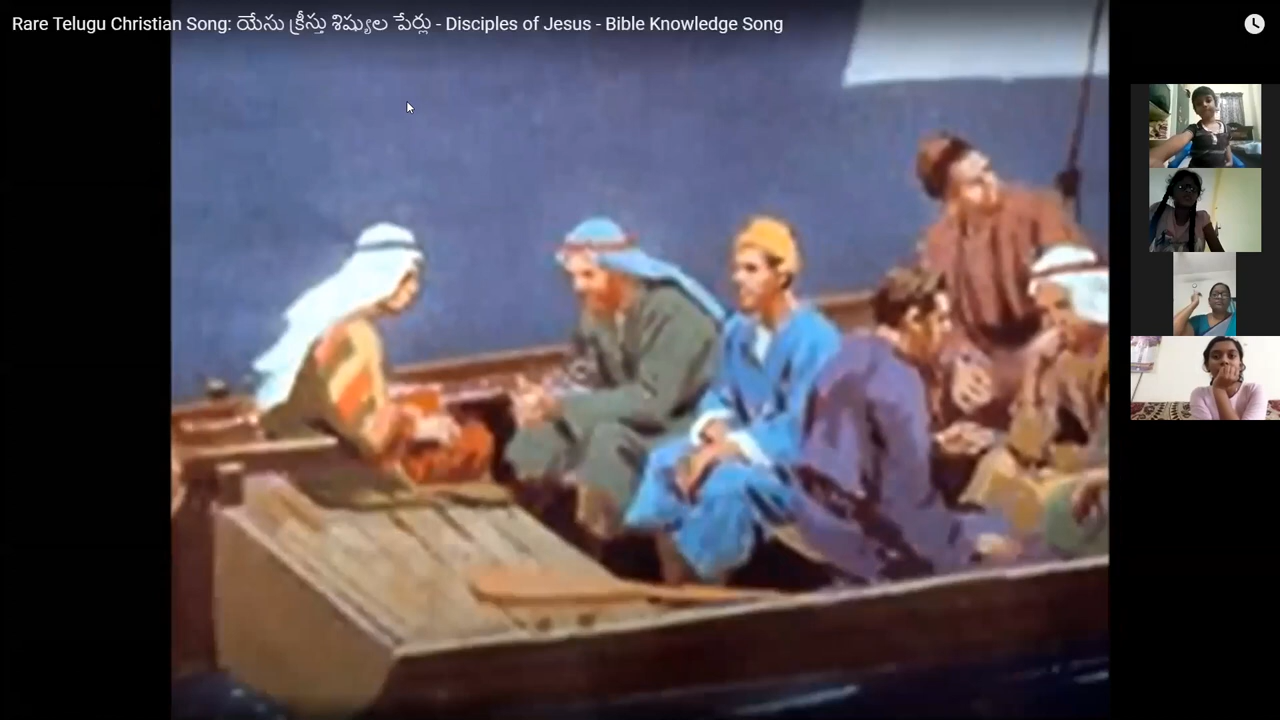 Rare Telugu Christian Song: యేసు క్రీస్తు శిష్యుల పేర్లు - Disciples of Jesus - Bible Knowledge Song